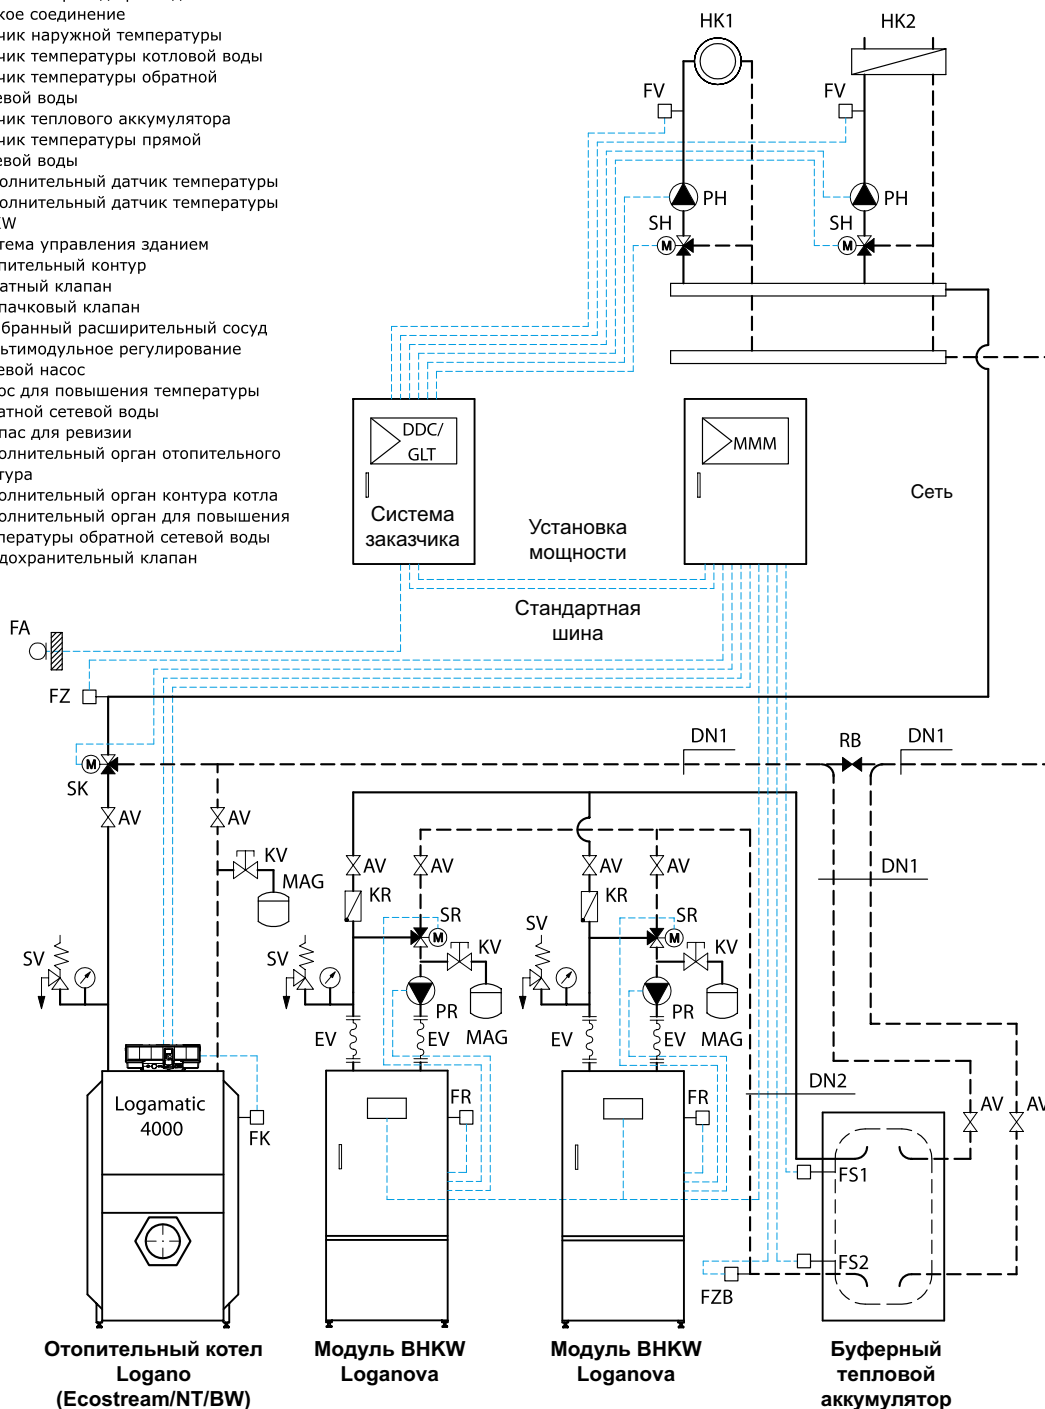 кое соединение
чик наружной температуры
чик температуры котловой воды
чик температуры обратной
евой воды
чик теплового аккумулятора
чик температуры прямой
евой воды
олнительный датчик температуры
олнительный датчик температуры
KW
тема управления зданием
пительный контур
атный клапан
пачковый клапан
бранный расширительный сосуд
ьтимодульное регулирование
евой насос
ос для повышения температуры
атной сетевой воды
пас для ревизии
олнительный орган отопительного
тура
олнительный орган контура котла
олнительный орган для повышения
пературы обратной сетевой воды
дохранительный клапан
HK1 HK2
FV FV
PH PH
SH SH
M M
DDC/
GLT
MMM
Система
заказчика
Установка
мощности
Сеть
Стандартная
шина
FA
FZ
DN1 RB DN1
M
SK
AV AV
KV
MAG
AV AV AV AV
DN1
KR KR
SR SR
M M
SV SV SV
KV KV
PR PR
EV EV MAG EV EV MAG
DN2
Logamatic
4000
FK
FR FR
AV AV
FS1
FS2
FZB
Отопительный котел
Logano
(Ecostream/NT/BW)
Модуль BHKW
Loganova
Модуль BHKW
Loganova
Буферный
тепловой
аккумулятор